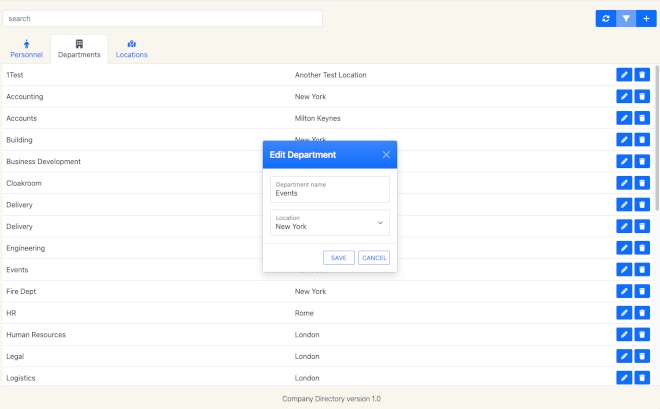 search
Personnel
Departments
Locations
1Test Another Test Location
Accounting New York
Accounts Milton Keynes
Building New York
Business Development
Cloakroom
Delivery
Delivery
Engineering
Events
Fire Dept New York
HR Rome
Human Resources London
Legal London
Logistics London
Edit Department
Department name
Events
Location
New York
SAVE CANCEL
Company Directory version 1.0